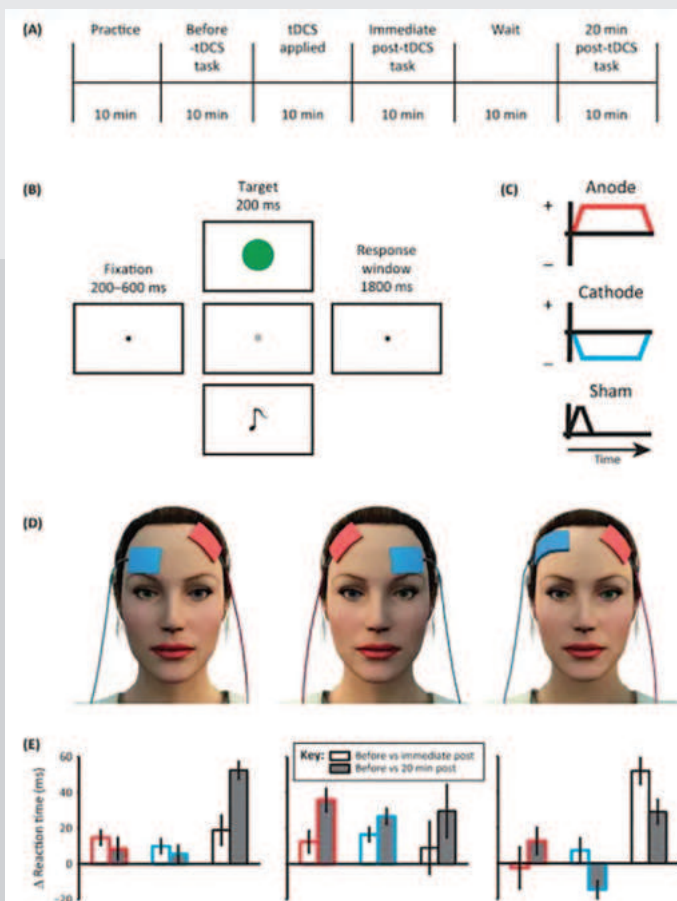 (A)
Practice
Before
-tDCS
task
tDCS
applied
Immediate
post-tDCS
task
Wait
20 min
post-tDCS
task
10 min
10 min
10 min
10 min
10 min
10 min
(B)
Target
200 ms
Fixation
200–600 ms
Response
window
1800 ms
(C)
Anode
+
–
Cathode
+
–
Sham
Time
(D)
(E)
Key:
Before vs immediate post
Before vs 20 min post
Δ Reaction time (ms)
60
40
20
0
-20